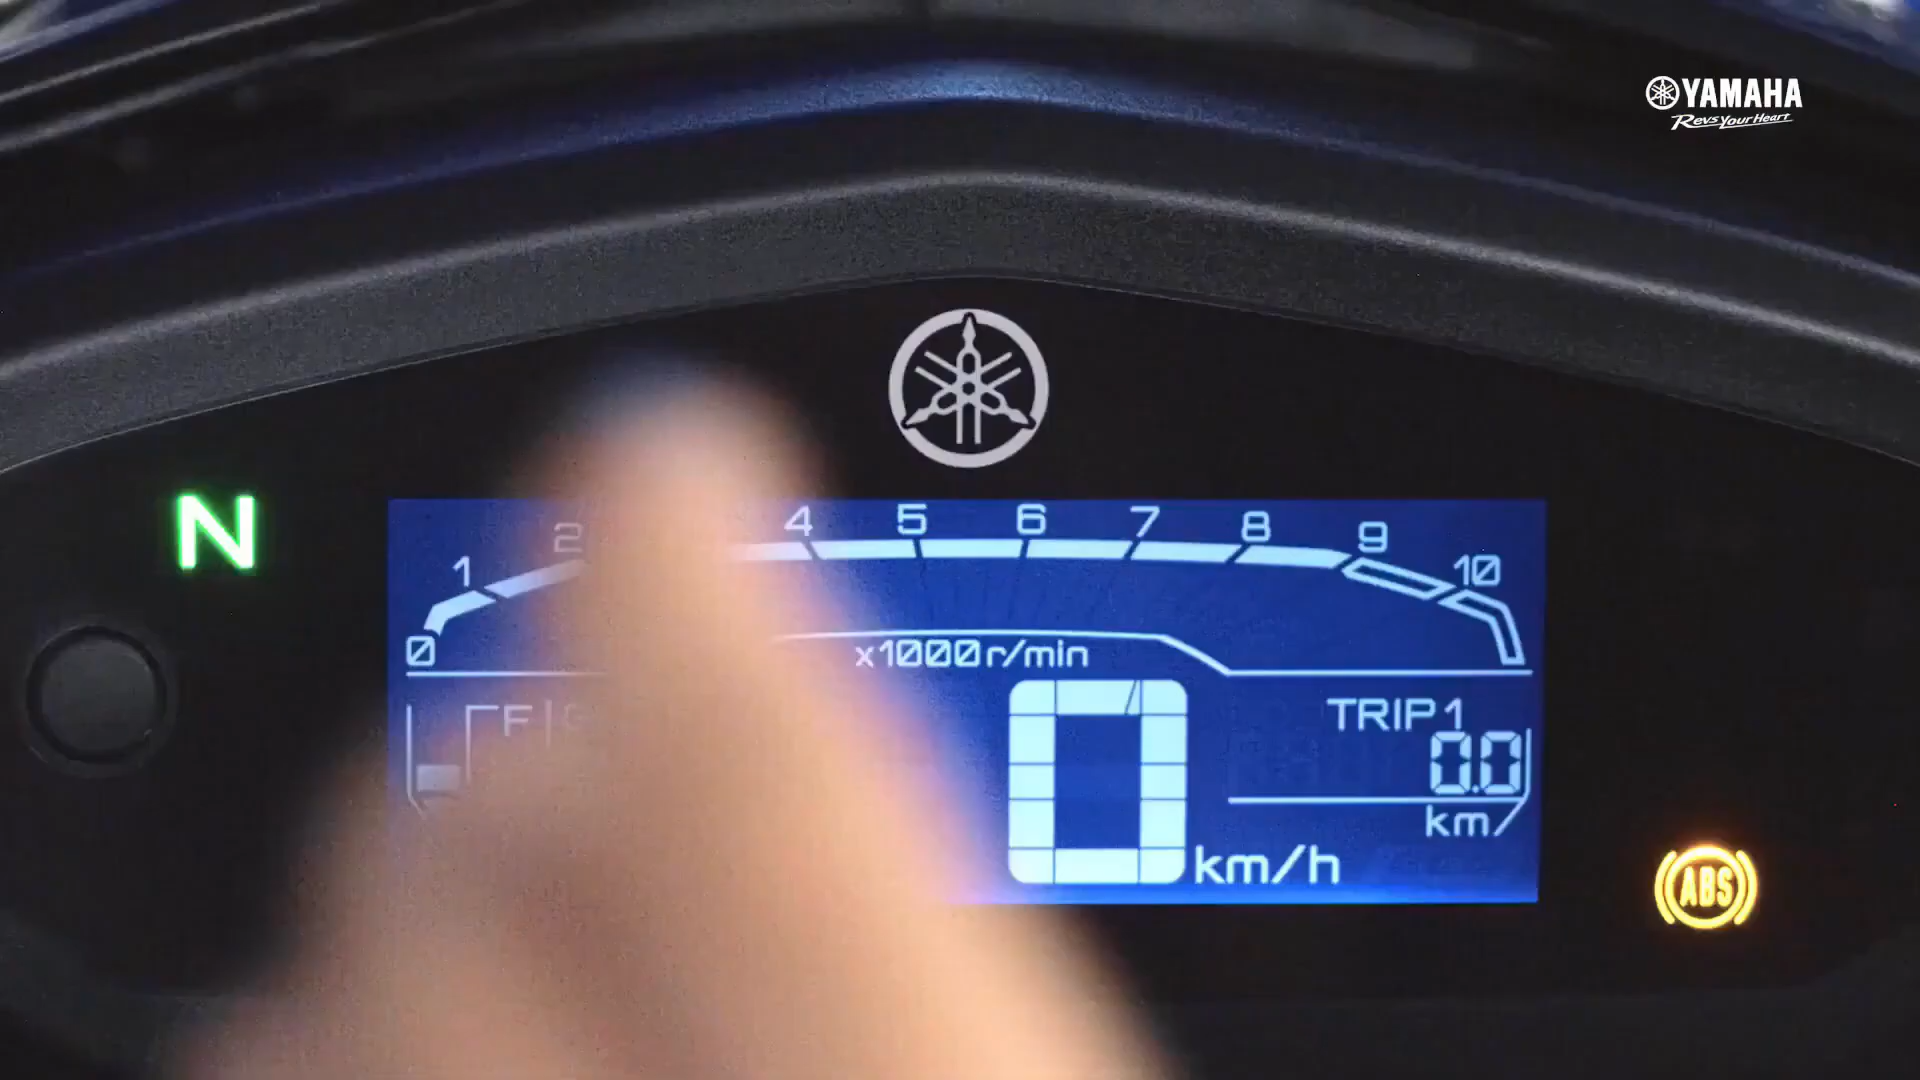 YAMAHA
Revs Your Heart
N
0 1 2 4 5 6 7 8 9 10
x1000r/min
F
TRIP 1
0.0
km
0 km/h
ABS